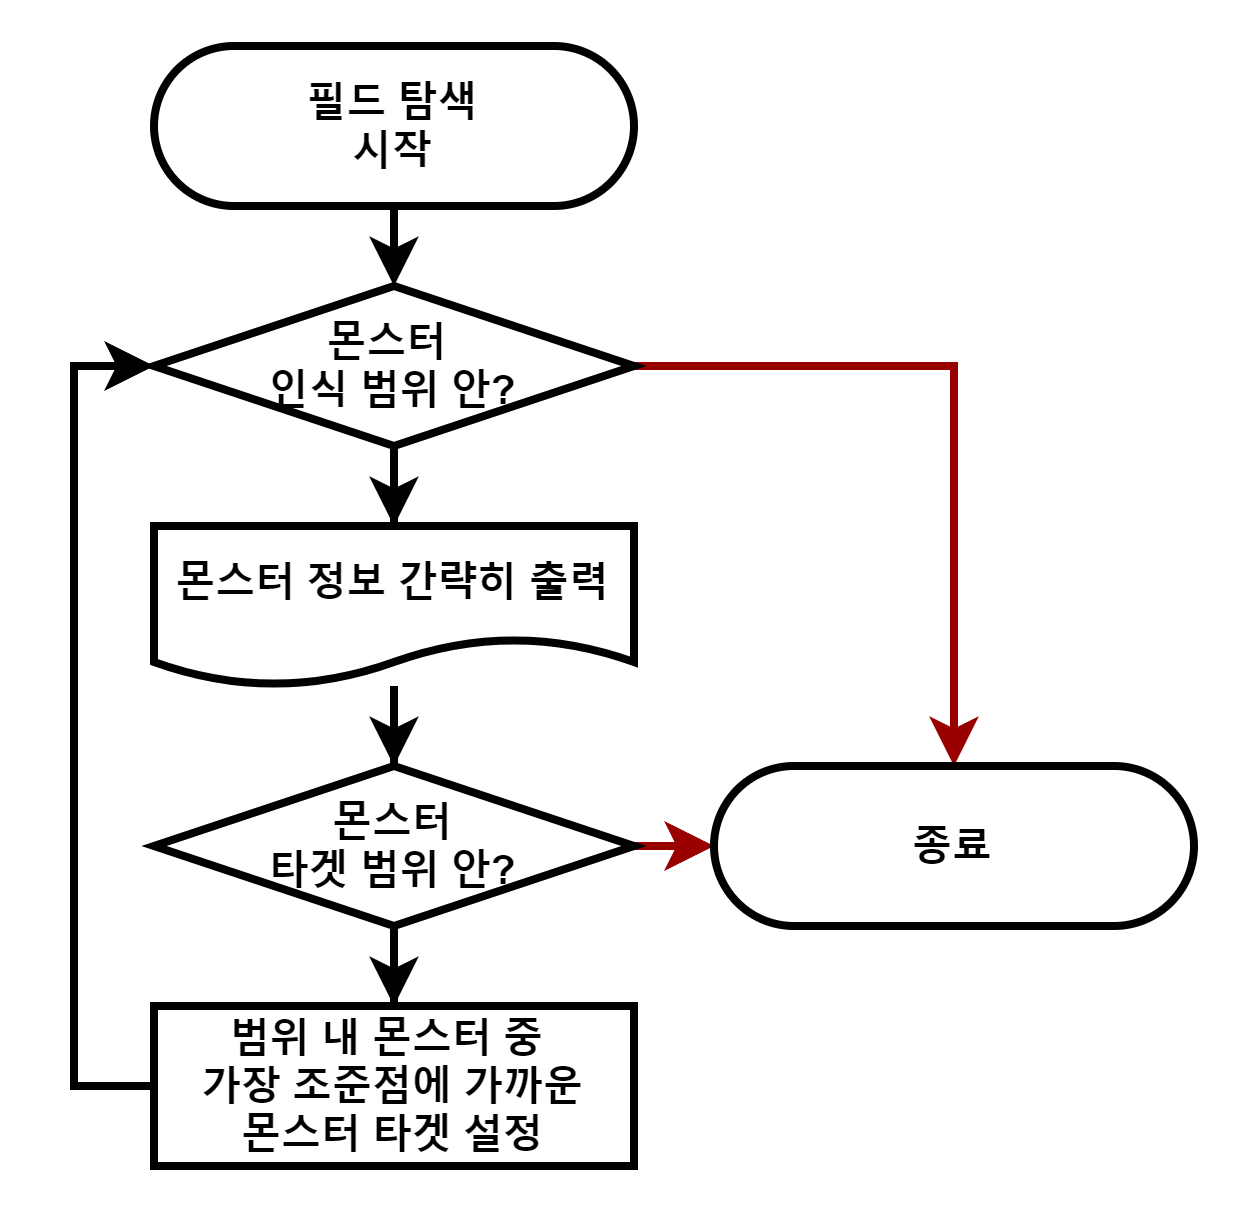 필드 탐색
시작
몬스터
인식 범위 안?
몬스터 정보 간략히 출력
몬스터
타겟 범위 안?
종료
범위 내 몬스터 중
가장 조준점에 가까운
몬스터 타겟 설정